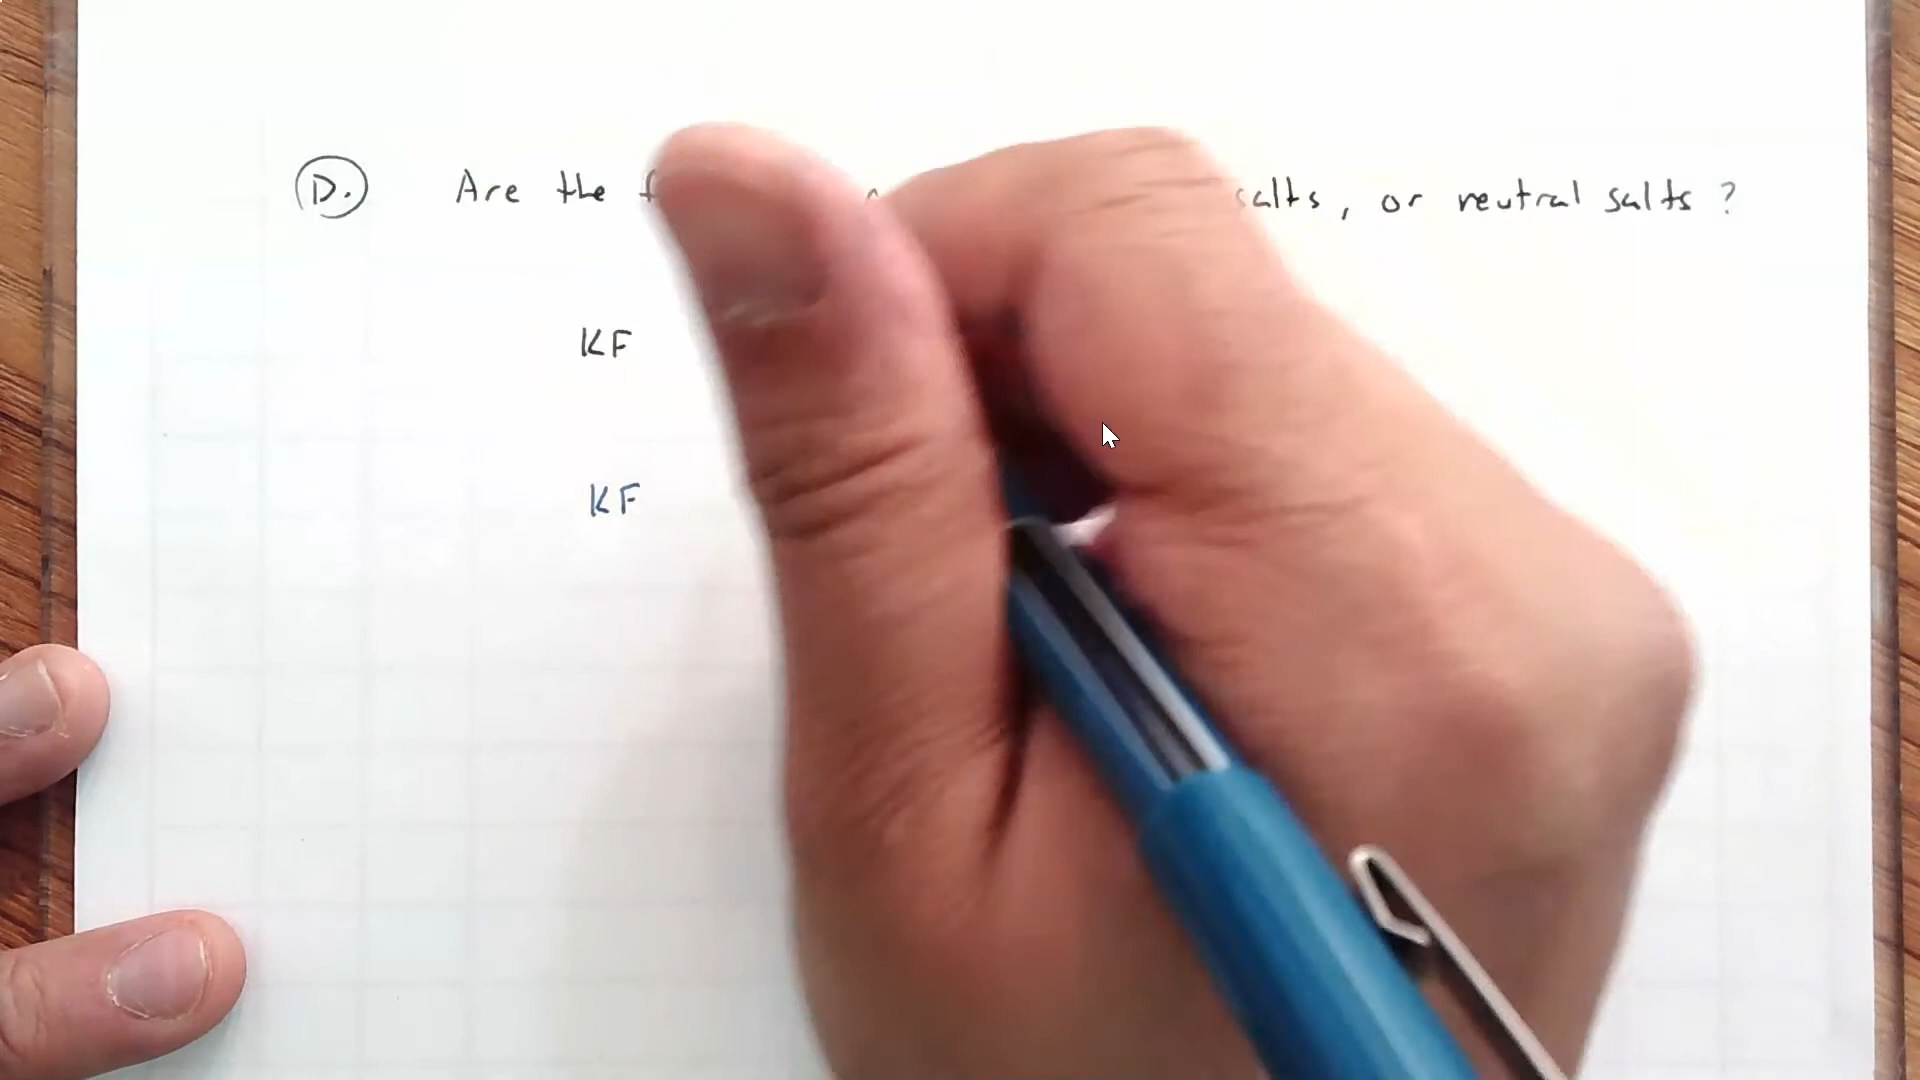 D. Are the salts, or neutral salts ?
KF
KF